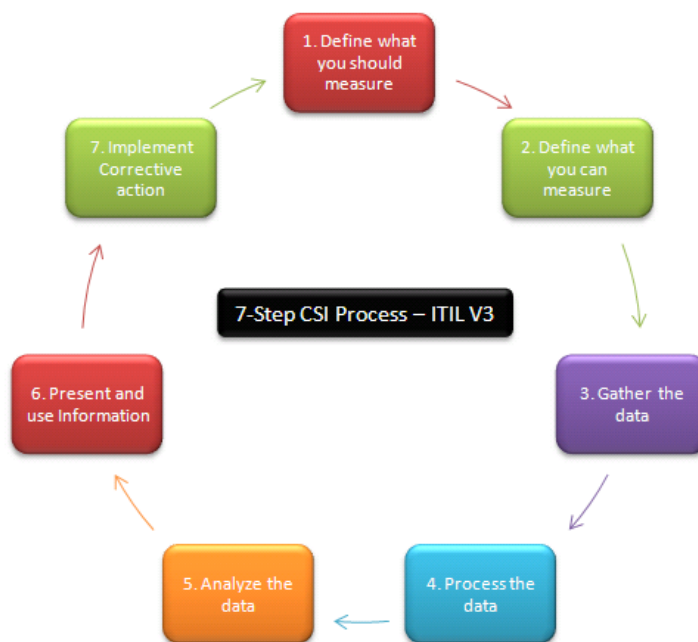 1. Define what
you should
measure
2. Define what
you can
measure
3. Gather the
data
4. Process the
data
5. Analyze the
data
6. Present and
use Information
7. Implement
Corrective
action
7-Step CSI Process – ITIL V3